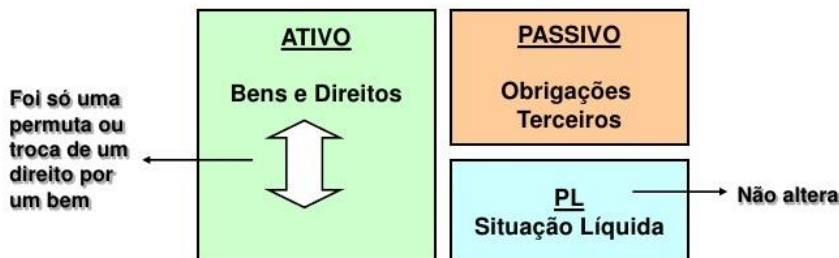 Foi só uma
permuta ou
troca de um
direito por
um bem
ATIVO
Bens e Direitos
PASSIVO
Obrigações
Terceiros
PL
Situação Líquida
Não altera